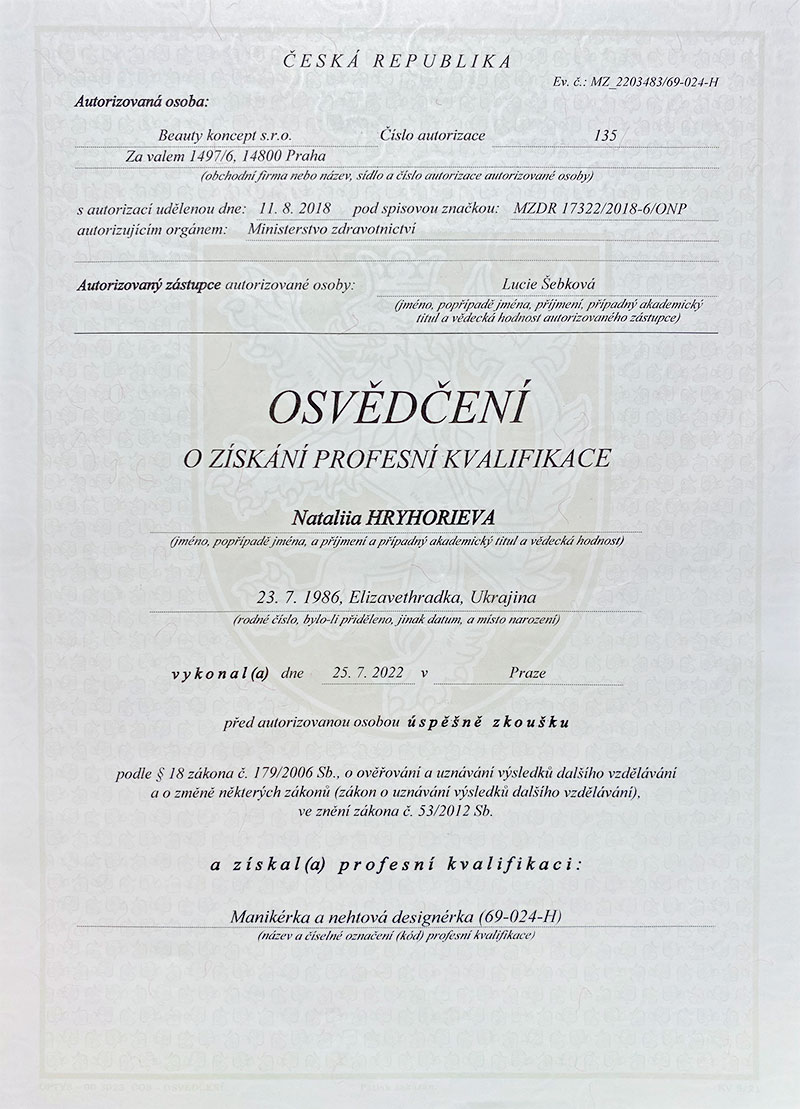 ČESKÁ REPUBLIKA
Ev. č.: MZ_2203483/69-024-H
Autorizovaná osoba:
Beauty koncept s.r.o. Číslo autorizace 135
Za valem 1497/6, 14800 Praha
(obchodní firma nebo název, sídlo a číslo autorizace autorizované osoby)
s autorizací udělenou dne: 11. 8. 2018 pod spisovou značkou: MZDR 17322/2018-6/ONP
autorizujícím orgánem: Ministerstvo zdravotnictví
Autorizovaný zástupce autorizované osoby: Lucie Šebková
(jméno, popřípadě jména, příjmení, případný akademický
titul a vědecká hodnost autorizovaného zástupce)
OSVĚDČENÍ
O ZÍSKÁNÍ PROFESNÍ KVALIFIKACE
Nataliia HRYHORIEVA
(jméno, popřípadě jména, a příjmení a případný akademický titul a vědecká hodnost)
23. 7. 1986, Elizavethradka, Ukrajina
(rodné číslo, bylo-li přiděleno, jinak datum, a místo narození)
vykonal(a) dne 25. 7. 2022 v Praze
před autorizovanou osobou úspěšně zkoušku
podle § 18 zákona č. 179/2006 Sb., o ověřování a uznávání výsledků dalšího vzdělávání
a o změně některých zákonů (zákon o uznávání výsledků dalšího vzdělávání),
ve znění zákona č. 53/2012 Sb.
a získal(a) profesní kvalifikaci:
Manikérka a nehtová designérka (69-024-H)
(název a číselné označení (kód) profesní kvalifikace)